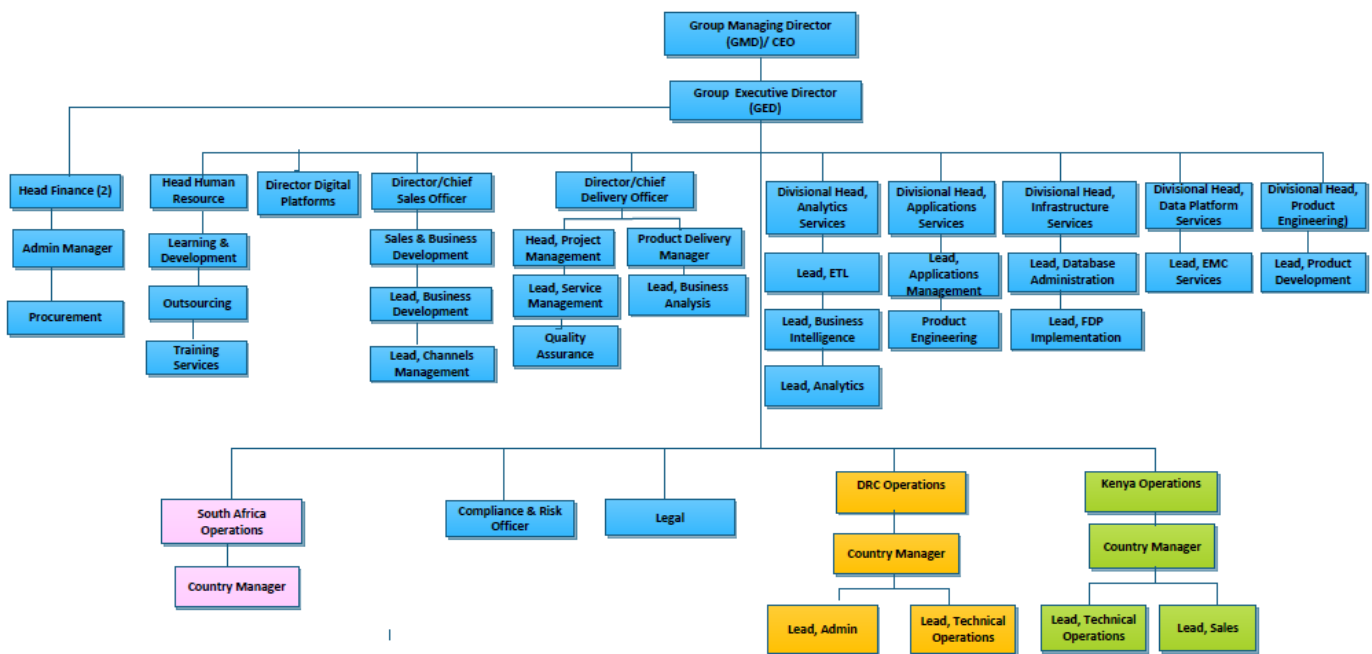 Group Managing Director
(GMD)/ CEO
Group Executive Director
(GED)
Head Finance (2)
Admin Manager
Procurement
Head Human
Resource
Learning &
Development
Outsourcing
Training
Services
Director Digital
Platforms
Director/Chief
Sales Officer
Sales & Business
Development
Lead, Business
Development
Lead, Channels
Management
Director/Chief
Delivery Officer
Head, Project
Management
Lead, Service
Management
Quality
Assurance
Product Delivery
Manager
Lead, Business
Analysis
Divisional Head,
Analytics
Services
Lead, ETL
Lead, Business
Intelligence
Lead, Analytics
Divisional Head,
Applications
Services
Lead,
Applications
Management
Product
Engineering
Divisional Head,
Infrastructure
Services
Lead, Database
Administration
Lead, FDP
Implementation
Divisional Head,
Data Platform
Services
Lead, EMC
Services
Divisional Head,
Product
Engineering)
Lead, Product
Development
South Africa
Operations
Country Manager
Compliance & Risk
Officer
Legal
DRC Operations
Country Manager
Lead, Admin
Lead, Technical
Operations
Kenya Operations
Country Manager
Lead, Technical
Operations
Lead, Sales